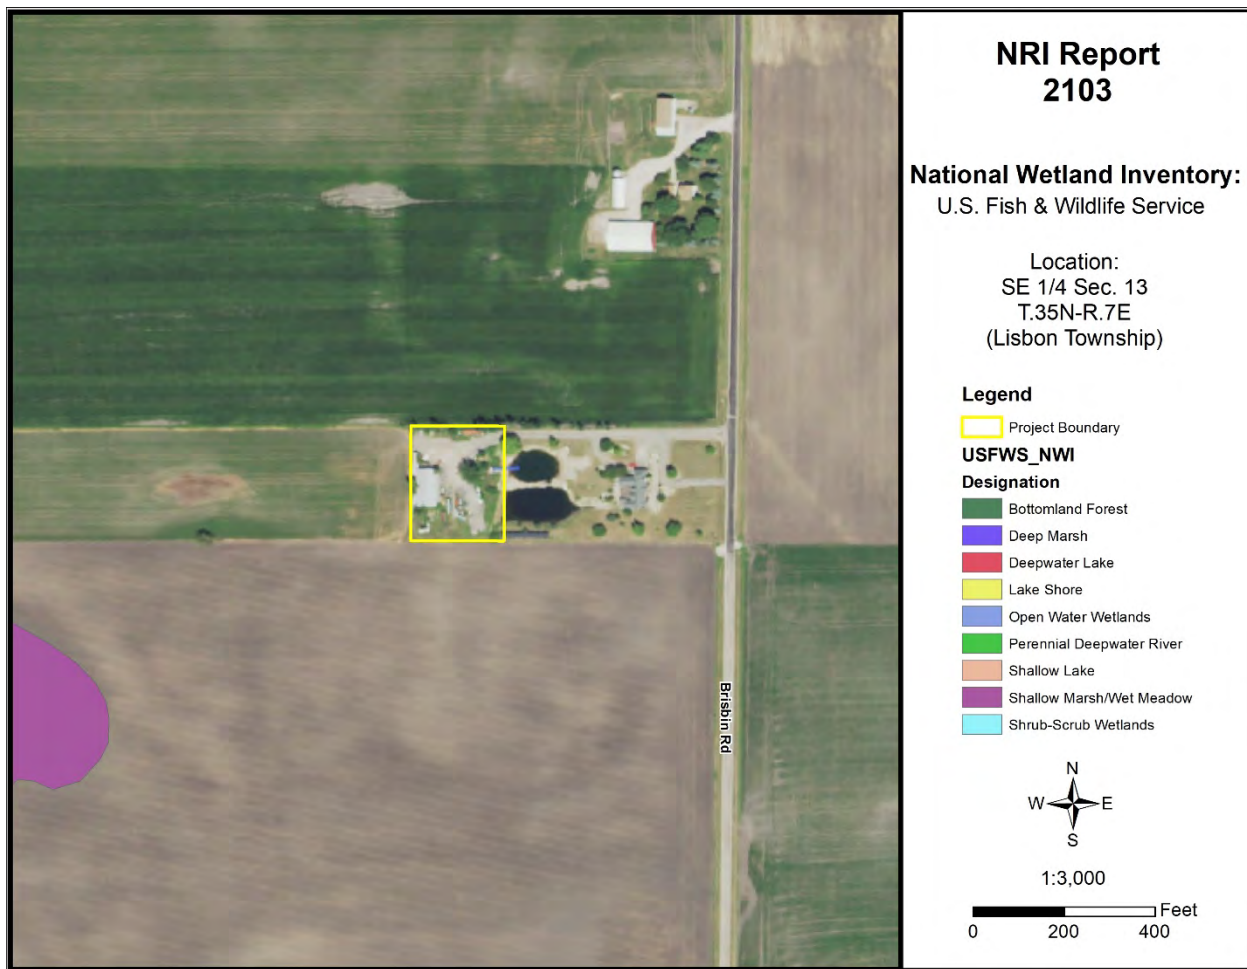 NRI Report
2103
National Wetland Inventory:
U.S. Fish & Wildlife Service
Location:
SE 1/4 Sec. 13
T.35N-R.7E
(Lisbon Township)
Legend
Project Boundary
USFWS_NWI
Designation
Bottomland Forest
Deep Marsh
Deepwater Lake
Lake Shore
Open Water Wetlands
Perennial Deepwater River
Shallow Lake
Shallow Marsh/Wet Meadow
Shrub-Scrub Wetlands
N
W E
S
1:3,000
Feet
0 200 400
Brisbin Rd